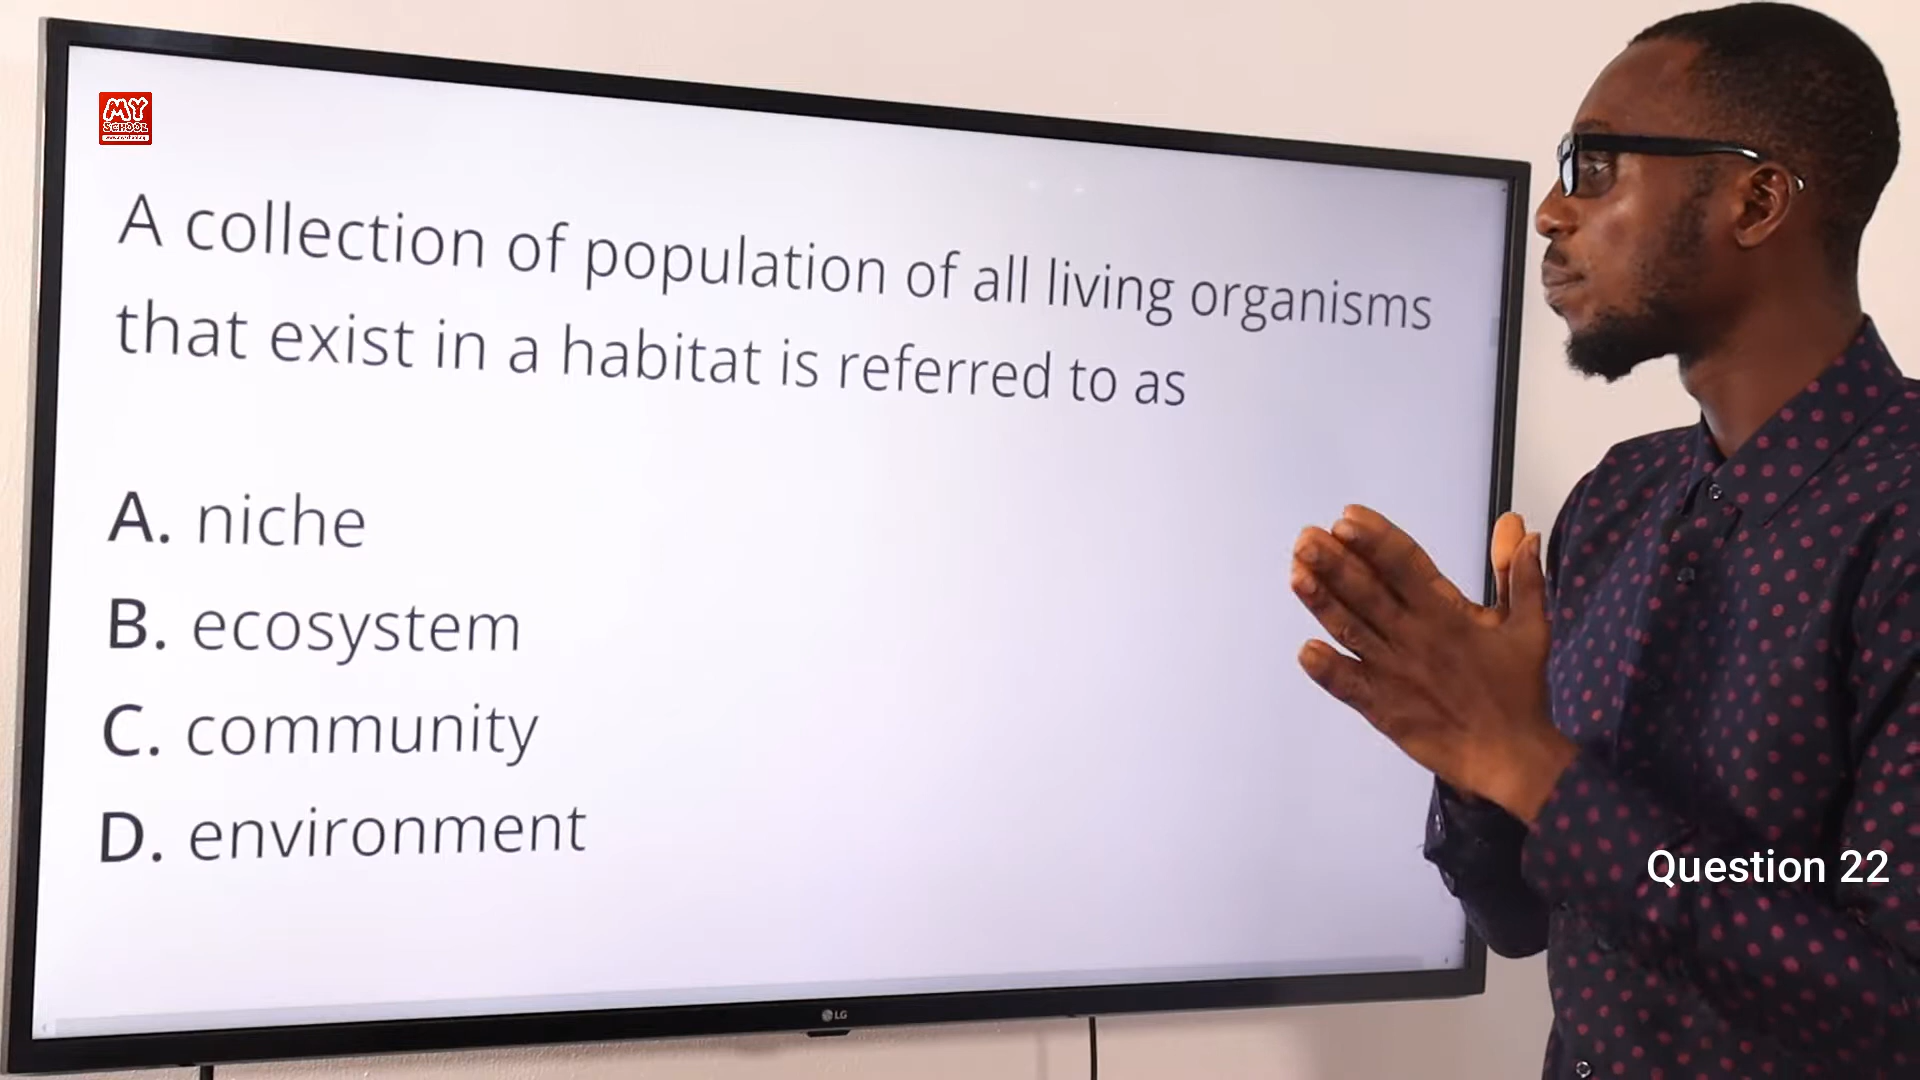 MY
SCHOOL
A collection of population of all living organisms
that exist in a habitat is referred to as
A. niche
B. ecosystem
C. community
D. environment
Question 22
LG